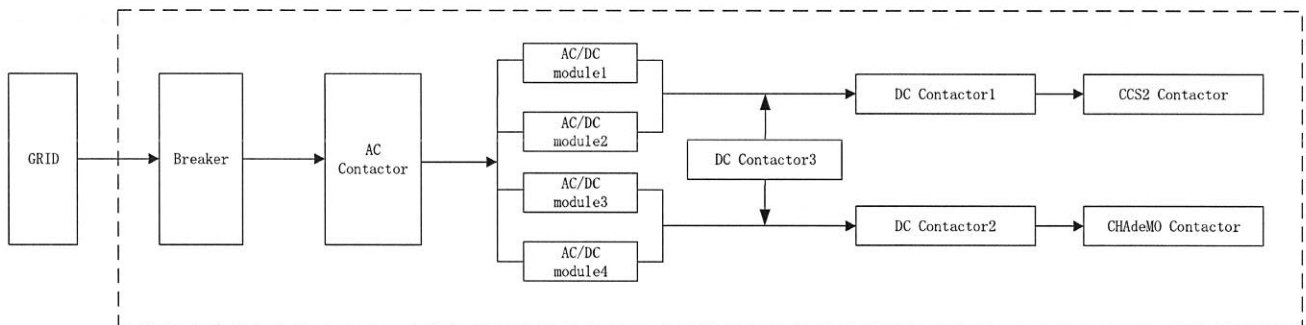 GRID
Breaker
AC
Contactor
AC/DC
module1
AC/DC
module2
AC/DC
module3
AC/DC
module4
DC Contactor3
DC Contactor1
CCS2 Contactor
DC Contactor2
CHAdeMO Contactor